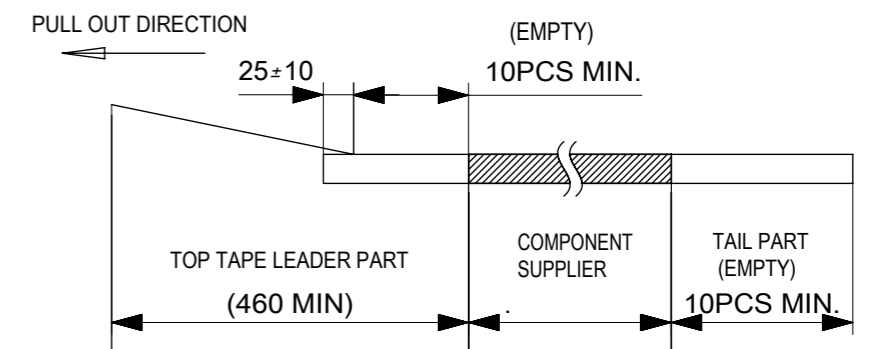 PULL OUT DIRECTION
(EMPTY)
25±10
10PCS MIN.
TOP TAPE LEADER PART
(460 MIN)
COMPONENT
SUPPLIER
.
TAIL PART
(EMPTY)
10PCS MIN.